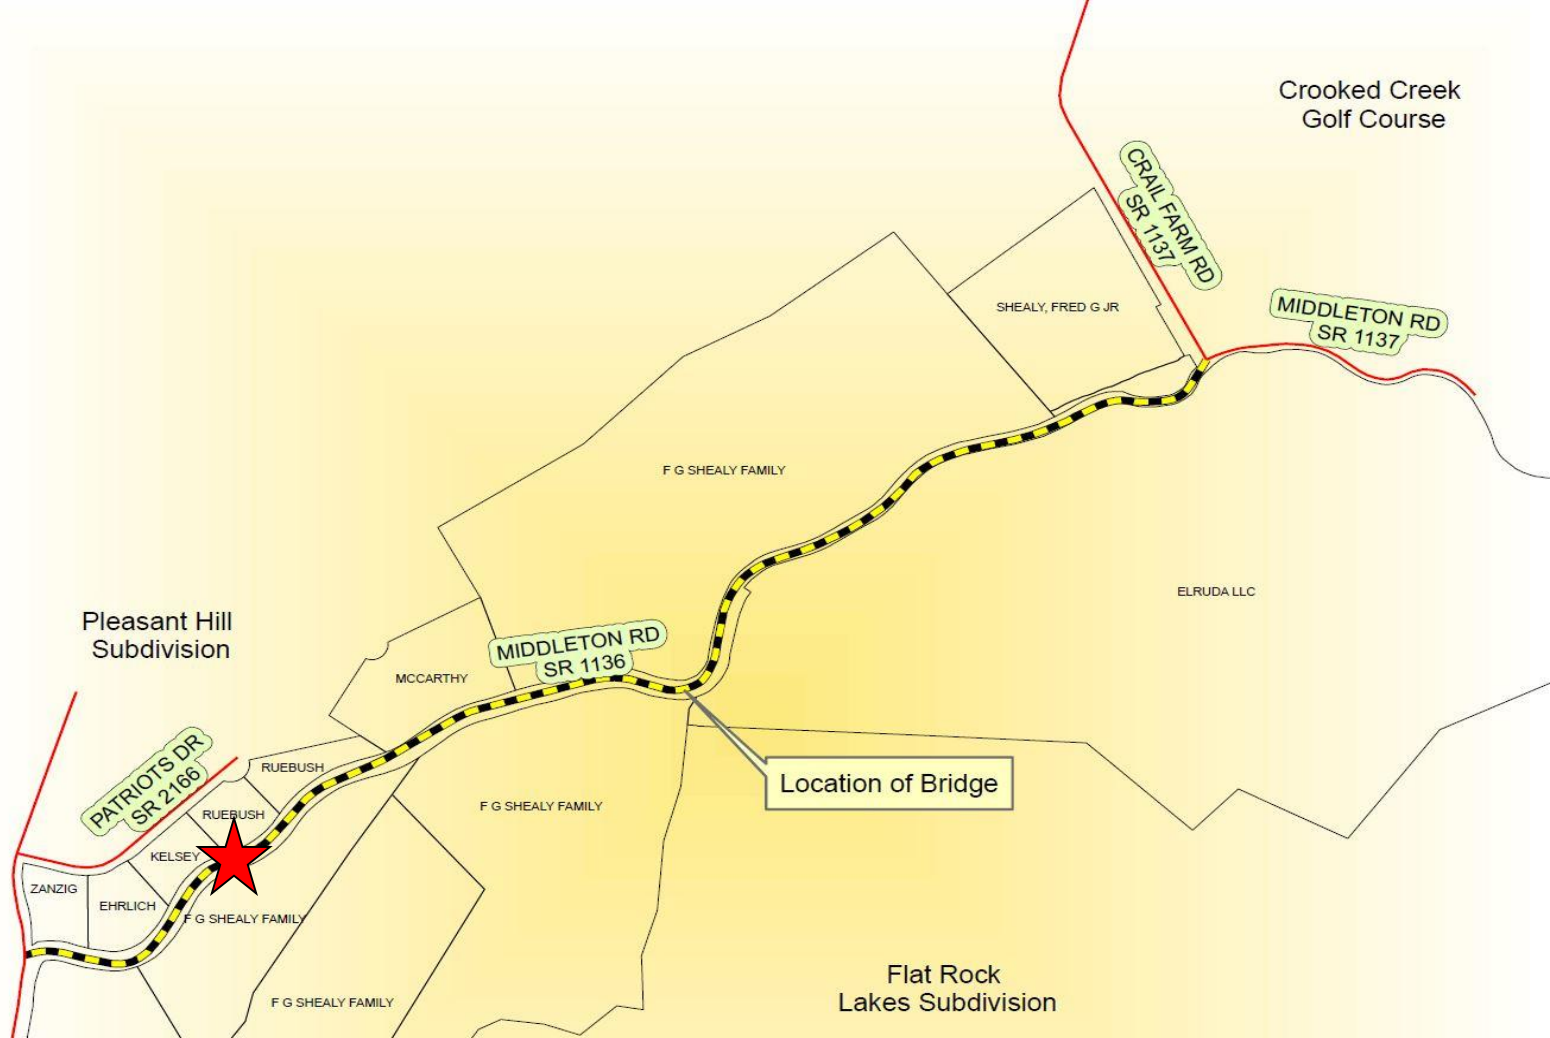 Crooked Creek
Golf Course
CRAIL FARM RD
SR 1137
MIDDLETON RD
SR 1137
SHEALY, FRED G JR
F G SHEALY FAMILY
ELRUDA LLC
Pleasant Hill
Subdivision
MIDDLETON RD
SR 1136
MCCARTHY
PATRIOTS DR
SR 2166
RUEBUSH
Location of Bridge
F G SHEALY FAMILY
RUEBUSH
KELSEY
ZANZIG
EHRLICH
F G SHEALY FAMILY
Flat Rock
Lakes Subdivision
F G SHEALY FAMILY